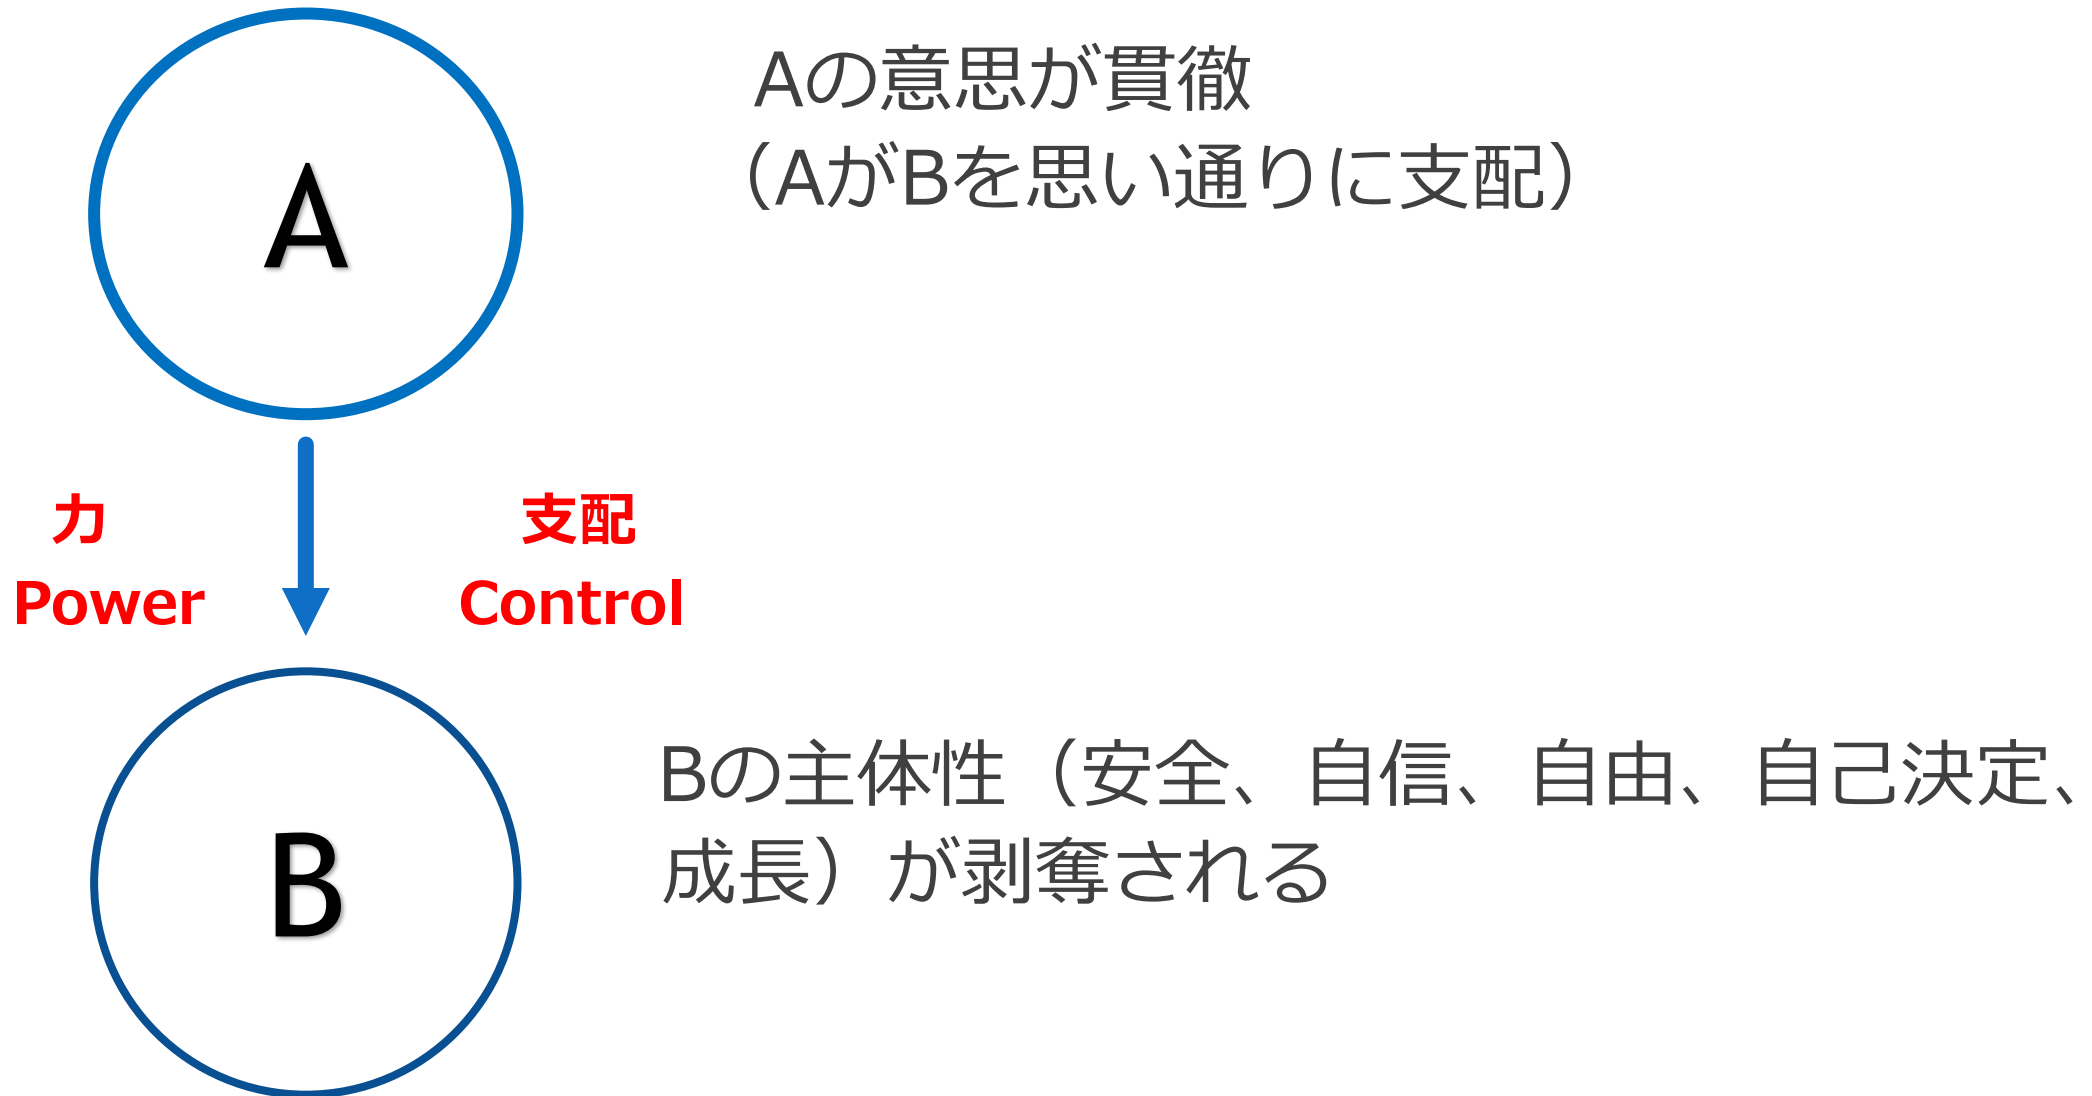 A
Aの意思が貫徹
（AがBを思い通りに支配）
力
Power
支配
Control
B
Bの主体性（安全、自信、自由、自己決定、
成長）が剥奪される